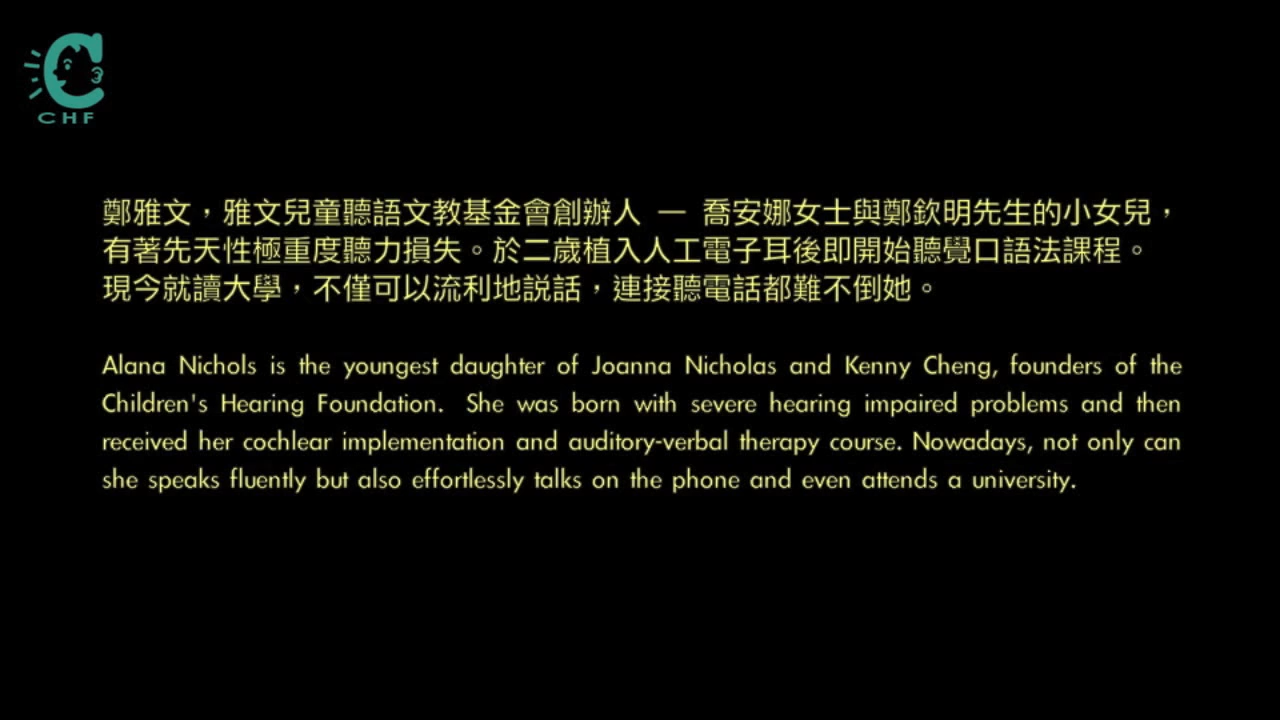 CHF
鄭雅文，雅文兒童聽語文教基金會創辦人 — 喬安娜女士與鄭欽明先生的小女兒，
有著先天性極重度聽力損失。於二歲植入人工電子耳後即開始聽覺口語法課程。
現今就讀大學，不僅可以流利地説話，連接聽電話都難不倒她。
Alana Nichols is the youngest daughter of Joanna Nicholas and Kenny Cheng, founders of the
Children's Hearing Foundation. She was born with severe hearing impaired problems and then
received her cochlear implementation and auditory-verbal therapy course. Nowadays, not only can
she speaks fluently but also effortlessly talks on the phone and even attends a university.